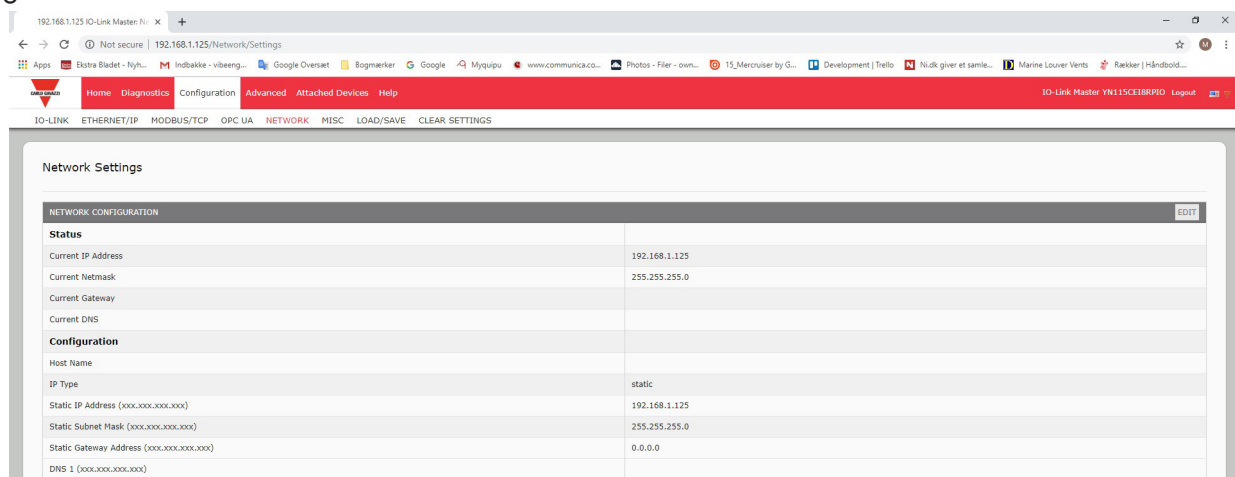 192.168.1.125 IO-Link Master: Ne
Not secure | 192.168.1.125/Network/Settings
Apps Ekstra Bladet - Nyh... Indbakke - vibeeng... Google Oversæt Bogmærker Google Myquipu www.communica.co... Photos - Filer - own... 15_Mercruiser by G... Development | Trello Ni.dk giver et samle... Marine Louver Vents Rækker | Håndbold....
CARLO GAVAZZI Home Diagnostics Configuration Advanced Attached Devices Help IO-Link Master YN115CEI8RPIO Logout
IO-LINK ETHERNET/IP MODBUS/TCP OPC UA NETWORK MISC LOAD/SAVE CLEAR SETTINGS
Network Settings
NETWORK CONFIGURATION EDIT
Status
Current IP Address 192.168.1.125
Current Netmask 255.255.255.0
Current Gateway
Current DNS
Configuration
Host Name
IP Type static
Static IP Address (xxx.xxx.xxx.xxx) 192.168.1.125
Static Subnet Mask (xxx.xxx.xxx.xxx) 255.255.255.0
Static Gateway Address (xxx.xxx.xxx.xxx) 0.0.0.0
DNS 1 (xxx.xxx.xxx.xxx)